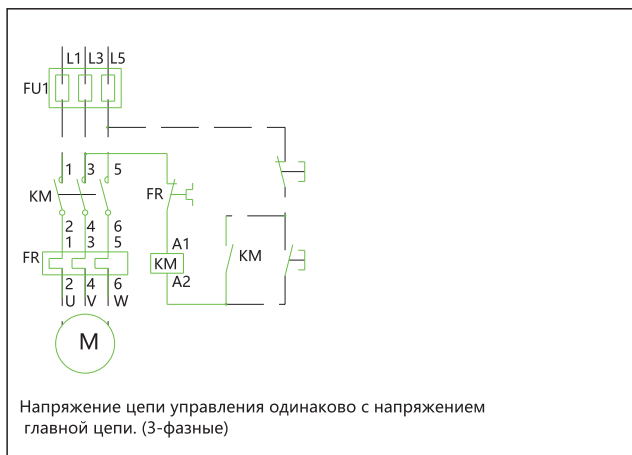 L1 L3 L5
FU1
1 3 5
KM
FR
2 4 6
1 3 5
A1
FR
KM
KM
A2
2 4 6
U V W
M
Напряжение цепи управления одинаково с напряжением
главной цепи. (3-фазные)